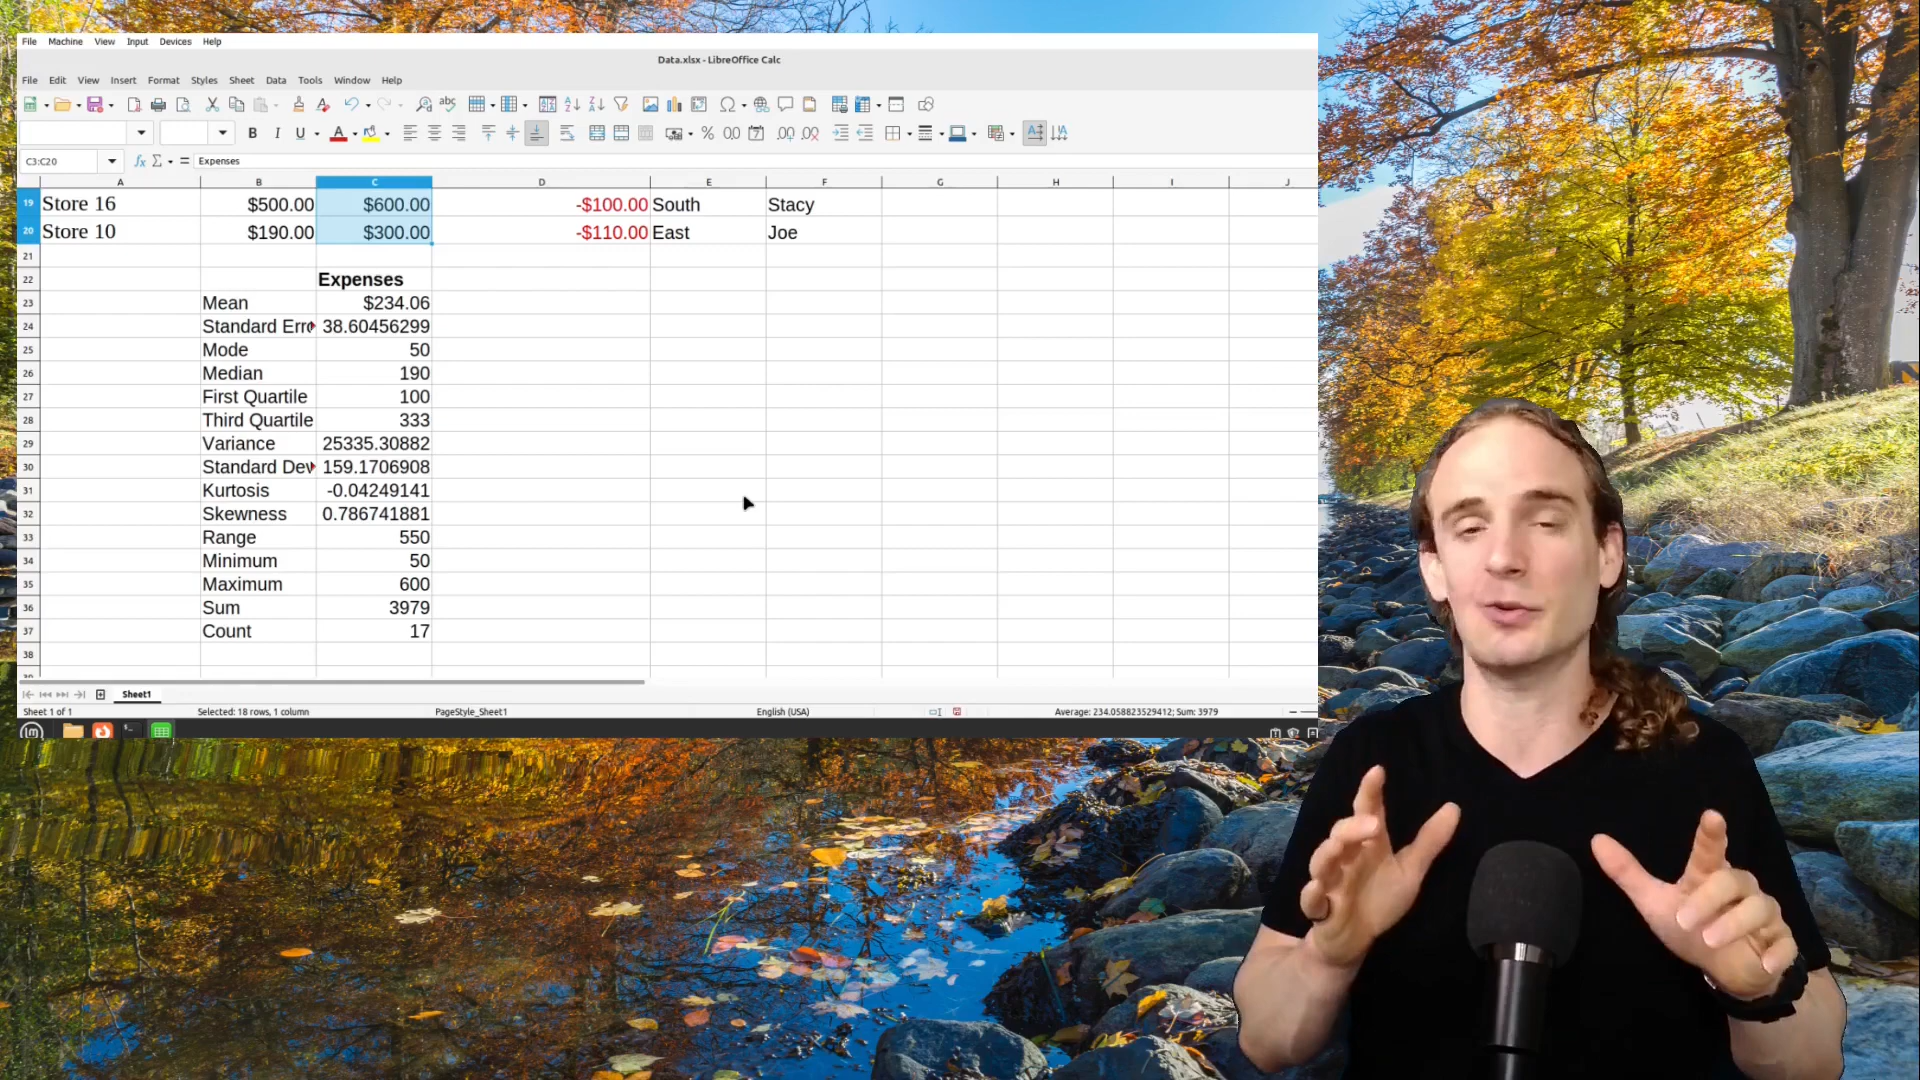 File Machine View Input Devices Help
Data.xlsx - LibreOffice Calc
File Edit View Insert Format Styles Sheet Data Tools Window Help
C3:C20 Expenses
A B C D E F G H I J
19 Store 16 $500.00 $600.00 -$100.00 South Stacy
20 Store 10 $190.00 $300.00 -$110.00 East Joe
21
22 Expenses
23 Mean $234.06
24 Standard Erro 38.60456299
25 Mode 50
26 Median 190
27 First Quartile 100
28 Third Quartile 333
29 Variance 25335.30882
30 Standard Dev 159.1706908
31 Kurtosis -0.04249141
32 Skewness 0.786741881
33 Range 550
34 Minimum 50
35 Maximum 600
36 Sum 3979
37 Count 17
38
Sheet1
Sheet 1 of 1 Selected: 18 rows, 1 column PageStyle_Sheet1 English (USA) Average: 234.058823529412; Sum: 3979